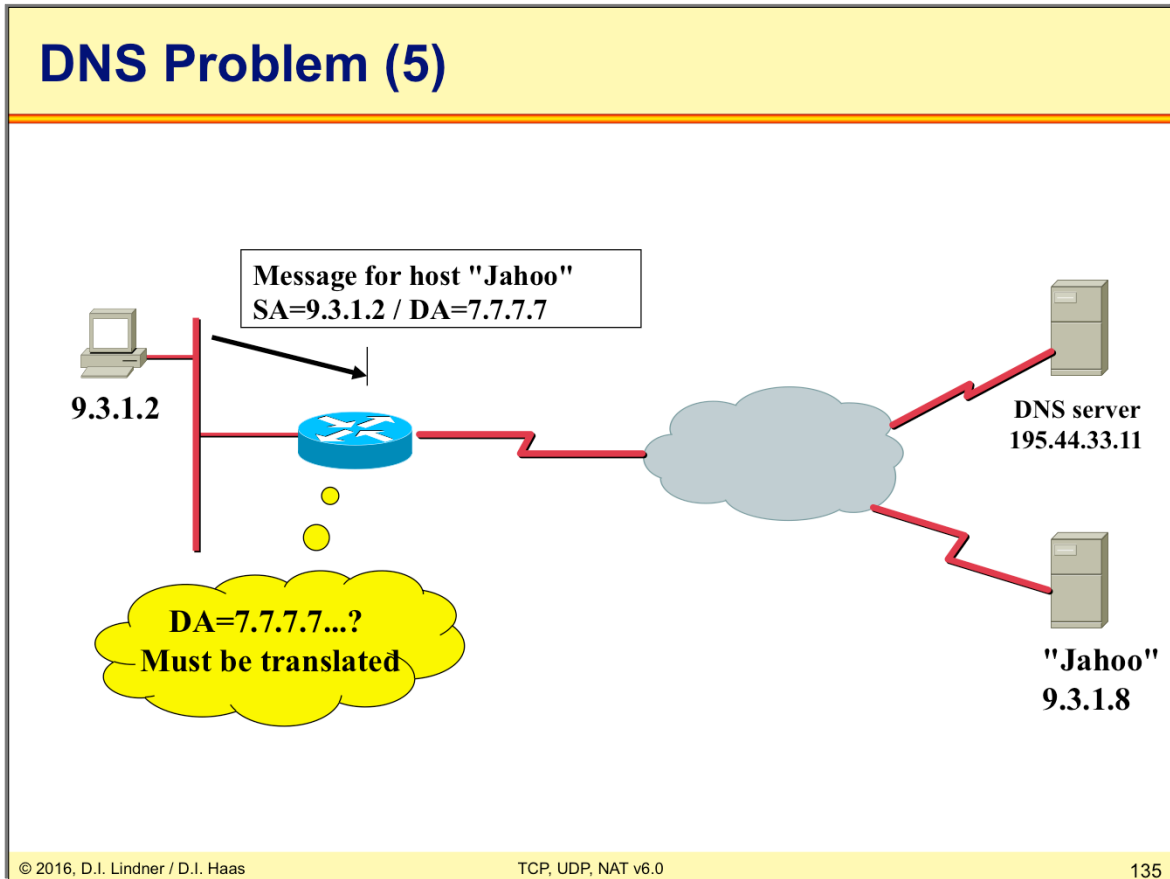 DNS Problem (5)
Message for host "Jahoo"
SA=9.3.1.2 / DA=7.7.7.7
9.3.1.2
DNS server
195.44.33.11
DA=7.7.7.7...?
Must be translated
"Jahoo"
9.3.1.8
© 2016, D.I. Lindner / D.I. Haas
TCP, UDP, NAT v6.0
135